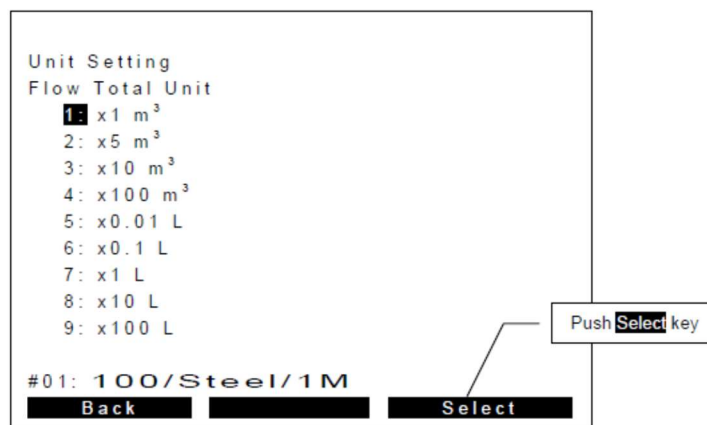 Unit Setting
Flow Total Unit
1: x1 m³
2: x5 m³
3: x10 m³
4: x100 m³
5: x0.01 L
6: x0.1 L
7: x1 L
8: x10 L
9: x100 L
Push Select key
#01: 100/Steel/1M
Back Select